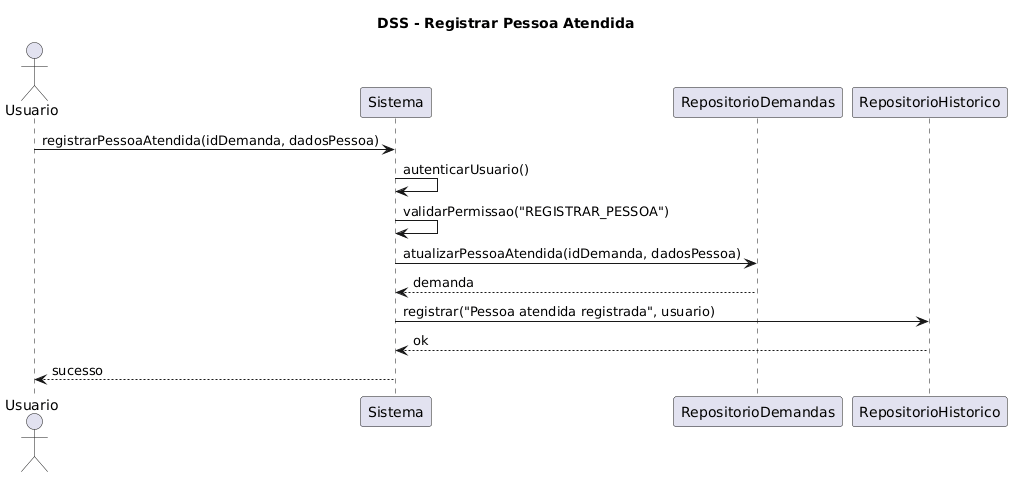 DSS - Registrar Pessoa Atendida
Usuario
Sistema
RepositorioDemandas
RepositorioHistorico
registrarPessoaAtendida(idDemanda, dadosPessoa)
autenticarUsuario()
validarPermissao("REGISTRAR_PESSOA")
atualizarPessoaAtendida(idDemanda, dadosPessoa)
demanda
registrar("Pessoa atendida registrada", usuario)
ok
sucesso
Usuario
Sistema
RepositorioDemandas
RepositorioHistorico